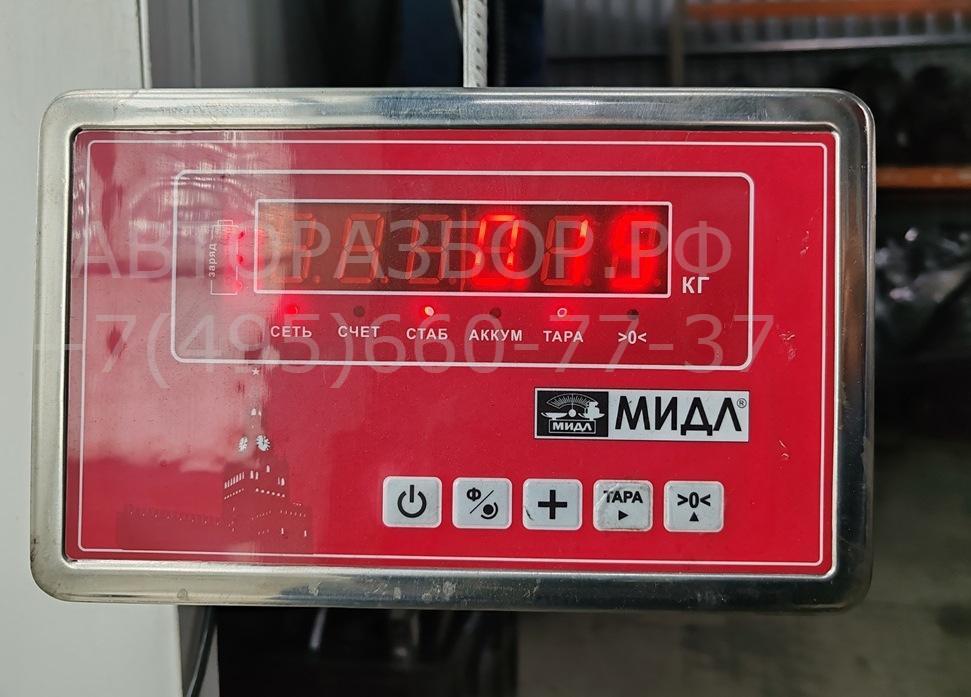 заряд
КГ
СЕТЬ СЧЕТ СТАБ АККУМ ТАРА >0<
АВТОРАЗБОР.РФ
+7(495)660-77-37
МИДЛ МИДЛ®
Ф
ТАРА
>0<